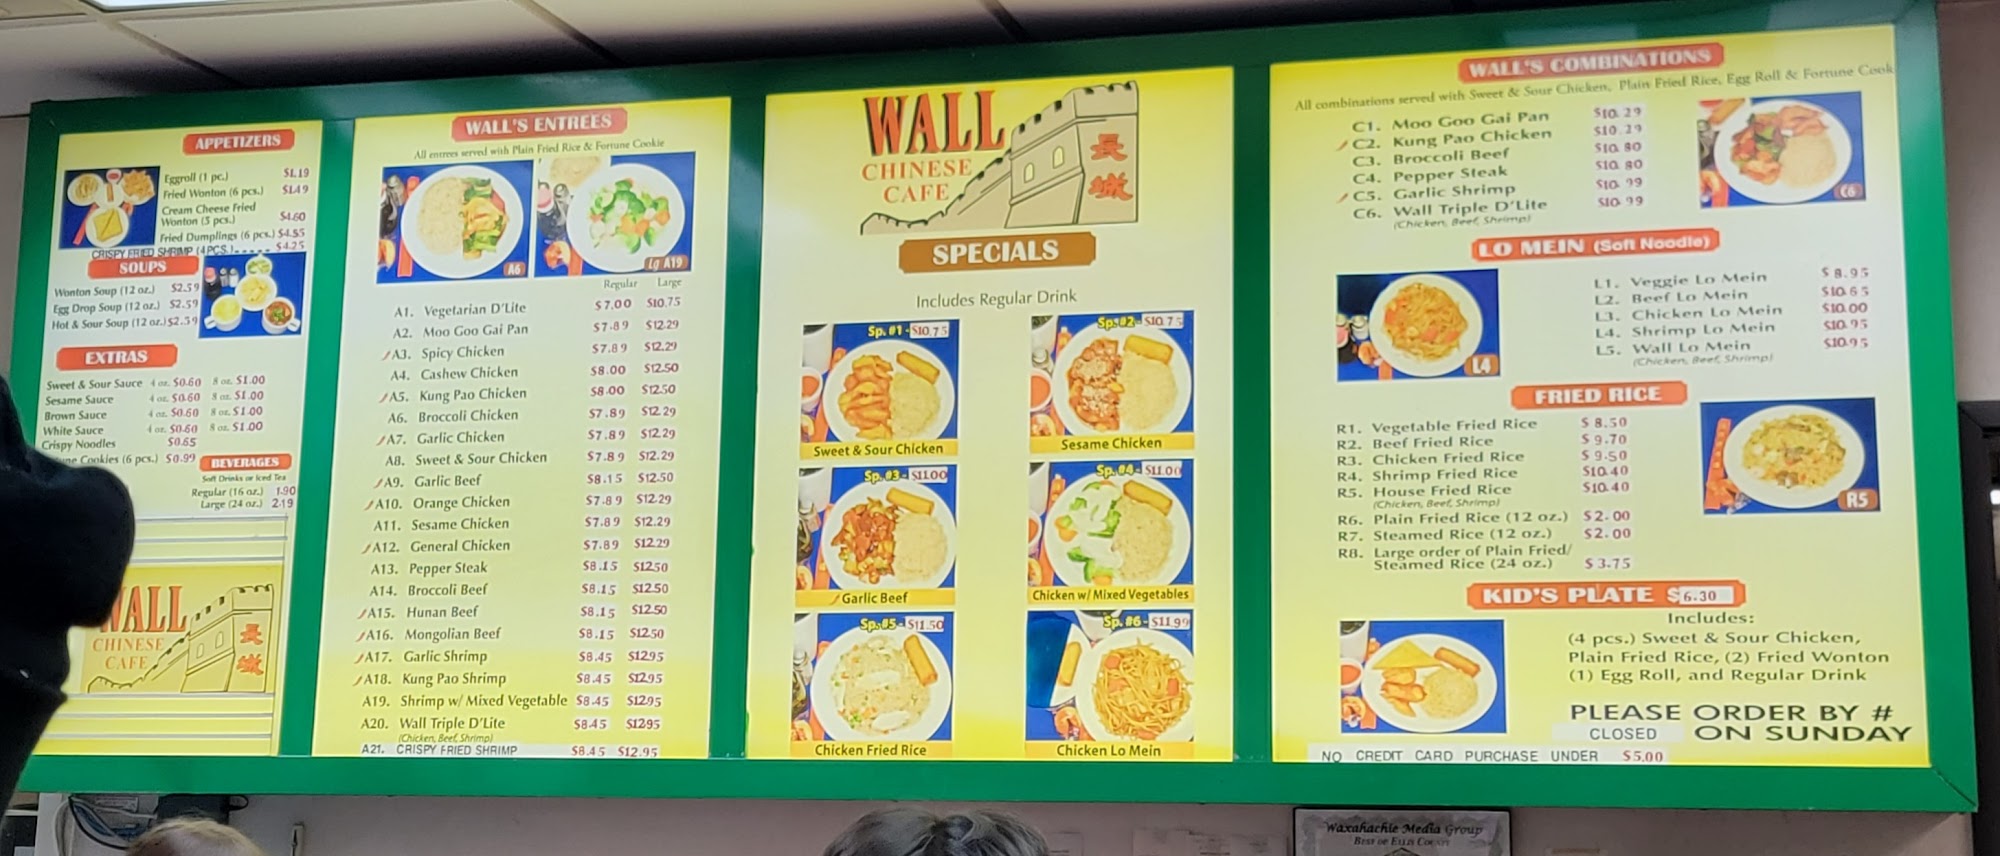 APPETIZERS
Eggroll (1 pc.) $1.19
Fried Wonton (6 pcs.) $1.49
Cream Cheese Fried
Wonton (5 pcs.) $4.60
Fried Dumplings (6 pcs.) $4.55
CRISPY FRIED SHRIMP (4 PCS.)----- $4.25
SOUPS
Wonton Soup (12 oz.) $2.59
Egg Drop Soup (12 oz.) $2.59
Hot & Sour Soup (12 oz.) $2.59
EXTRAS
Sweet & Sour Sauce 4 oz. $0.60 8 oz. $1.00
Sesame Sauce 4 oz. $0.60 8 oz. $1.00
Brown Sauce 4 oz. $0.60 8 oz. $1.00
White Sauce 4 oz. $0.60 8 oz. $1.00
Crispy Noodles $0.65
Cookies (6 pcs.) $0.99
BEVERAGES
Soft Drinks or Iced Tea
Regular (16 oz.) 1.90
Large (24 oz.) 2.19
WALL
CHINESE
CAFE
長城
WALL'S ENTREES
All entrees served with Plain Fried Rice & Fortune Cookie
A6
Lg A19
Regular Large
A1. Vegetarian D'Lite $7.00 $10.75
A2. Moo Goo Gai Pan $7.89 $12.29
A3. Spicy Chicken $7.89 $12.29
A4. Cashew Chicken $8.00 $12.50
A5. Kung Pao Chicken $8.00 $12.50
A6. Broccoli Chicken $7.89 $12.29
A7. Garlic Chicken $7.89 $12.29
A8. Sweet & Sour Chicken $7.89 $12.29
A9. Garlic Beef $8.15 $12.50
A10. Orange Chicken $7.89 $12.29
A11. Sesame Chicken $7.89 $12.29
A12. General Chicken $7.89 $12.29
A13. Pepper Steak $8.15 $12.50
A14. Broccoli Beef $8.15 $12.50
A15. Hunan Beef $8.15 $12.50
A16. Mongolian Beef $8.15 $12.50
A17. Garlic Shrimp $8.45 $12.95
A18. Kung Pao Shrimp $8.45 $12.95
A19. Shrimp w/ Mixed Vegetable $8.45 $12.95
A20. Wall Triple D'Lite $8.45 $12.95
(Chicken, Beef, Shrimp)
A21. CRISPY FRIED SHRIMP $8.45 $12.95
WALL
CHINESE
CAFE
長城
SPECIALS
Includes Regular Drink
Sp. #1 - $10.75
Sweet & Sour Chicken
Sp. #2 - $10.75
Sesame Chicken
Sp. #3 - $11.00
Garlic Beef
Sp. #4 - $11.00
Chicken w/ Mixed Vegetables
Sp. #5 - $11.50
Chicken Fried Rice
Sp. #6 - $11.99
Chicken Lo Mein
WALL'S COMBINATIONS
All combinations served with Sweet & Sour Chicken, Plain Fried Rice, Egg Roll & Fortune Cook
C1. Moo Goo Gai Pan $10.29
C2. Kung Pao Chicken $10.29
C3. Broccoli Beef $10.80
C4. Pepper Steak $10.80
C5. Garlic Shrimp $10.99
C6. Wall Triple D'Lite $10.99
(Chicken, Beef, Shrimp)
C6
LO MEIN (Soft Noodle)
L4
L1. Veggie Lo Mein $8.95
L2. Beef Lo Mein $10.65
L3. Chicken Lo Mein $10.00
L4. Shrimp Lo Mein $10.95
L5. Wall Lo Mein $10.95
(Chicken, Beef, Shrimp)
FRIED RICE
R1. Vegetable Fried Rice $8.50
R2. Beef Fried Rice $9.70
R3. Chicken Fried Rice $9.50
R4. Shrimp Fried Rice $10.40
R5. House Fried Rice $10.40
(Chicken, Beef, Shrimp)
R6. Plain Fried Rice (12 oz.) $2.00
R7. Steamed Rice (12 oz.) $2.00
R8. Large order of Plain Fried/
Steamed Rice (24 oz.) $3.75
R5
KID'S PLATE $6.30
Includes:
(4 pcs.) Sweet & Sour Chicken,
Plain Fried Rice, (2) Fried Wonton
(1) Egg Roll, and Regular Drink
PLEASE ORDER BY #
CLOSED ON SUNDAY
NO CREDIT CARD PURCHASE UNDER $5.00
Waxahachie Media Group
BEST OF ELLIS COUNTY